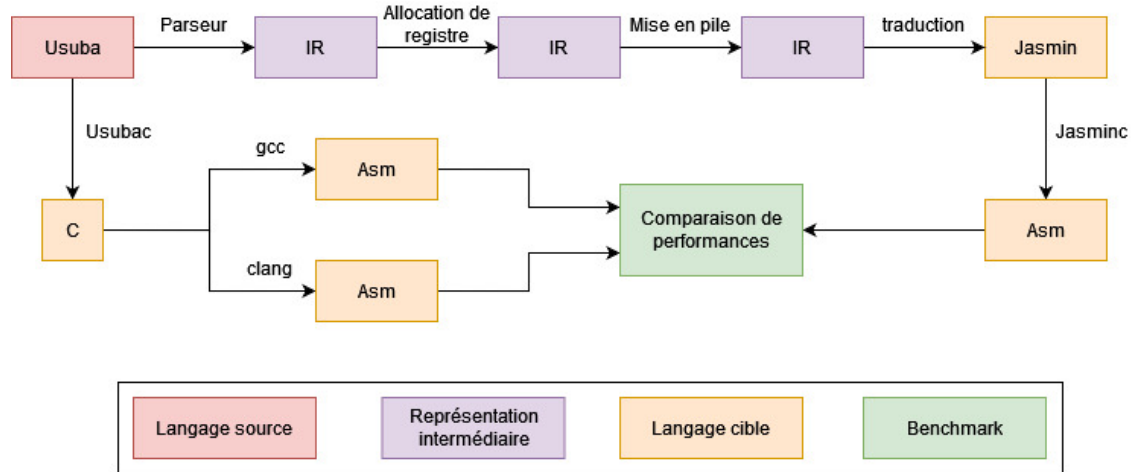 Usuba
Parseur
IR
Allocation de
registre
IR
Mise en pile
IR
traduction
Jasmin
Usubac
Jasminc
gcc
Asm
C
Comparaison de
performances
Asm
clang
Asm
Langage source
Représentation
intermédiaire
Langage cible
Benchmark